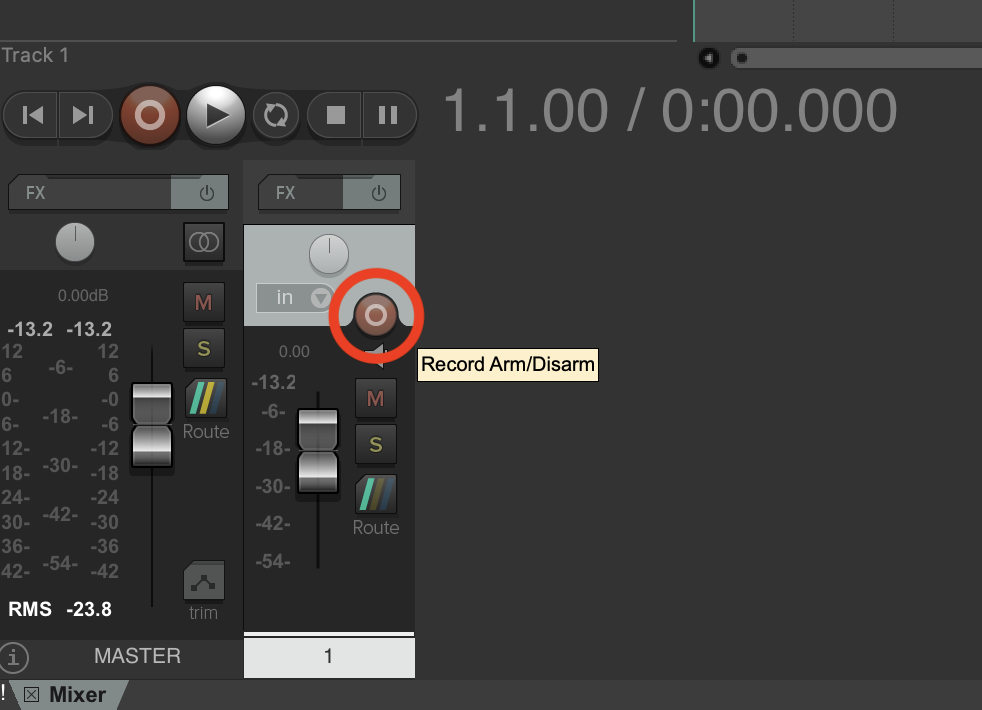 Track 1
1.1.00 / 0:00.000
FX
FX
in
0.00dB
-13.2 -13.2
M
S
Route
12 -6- 12
6 6
0- -18- -0
6- -6
12- -30- -12
18- -18
24- -42- -24
30- -30
36- -54- -36
42- -42
RMS -23.8
trim
MASTER
0.00
-13.2
-6-
-18-
-30-
-42-
-54-
M
S
Route
Record Arm/Disarm
1
! Mixer